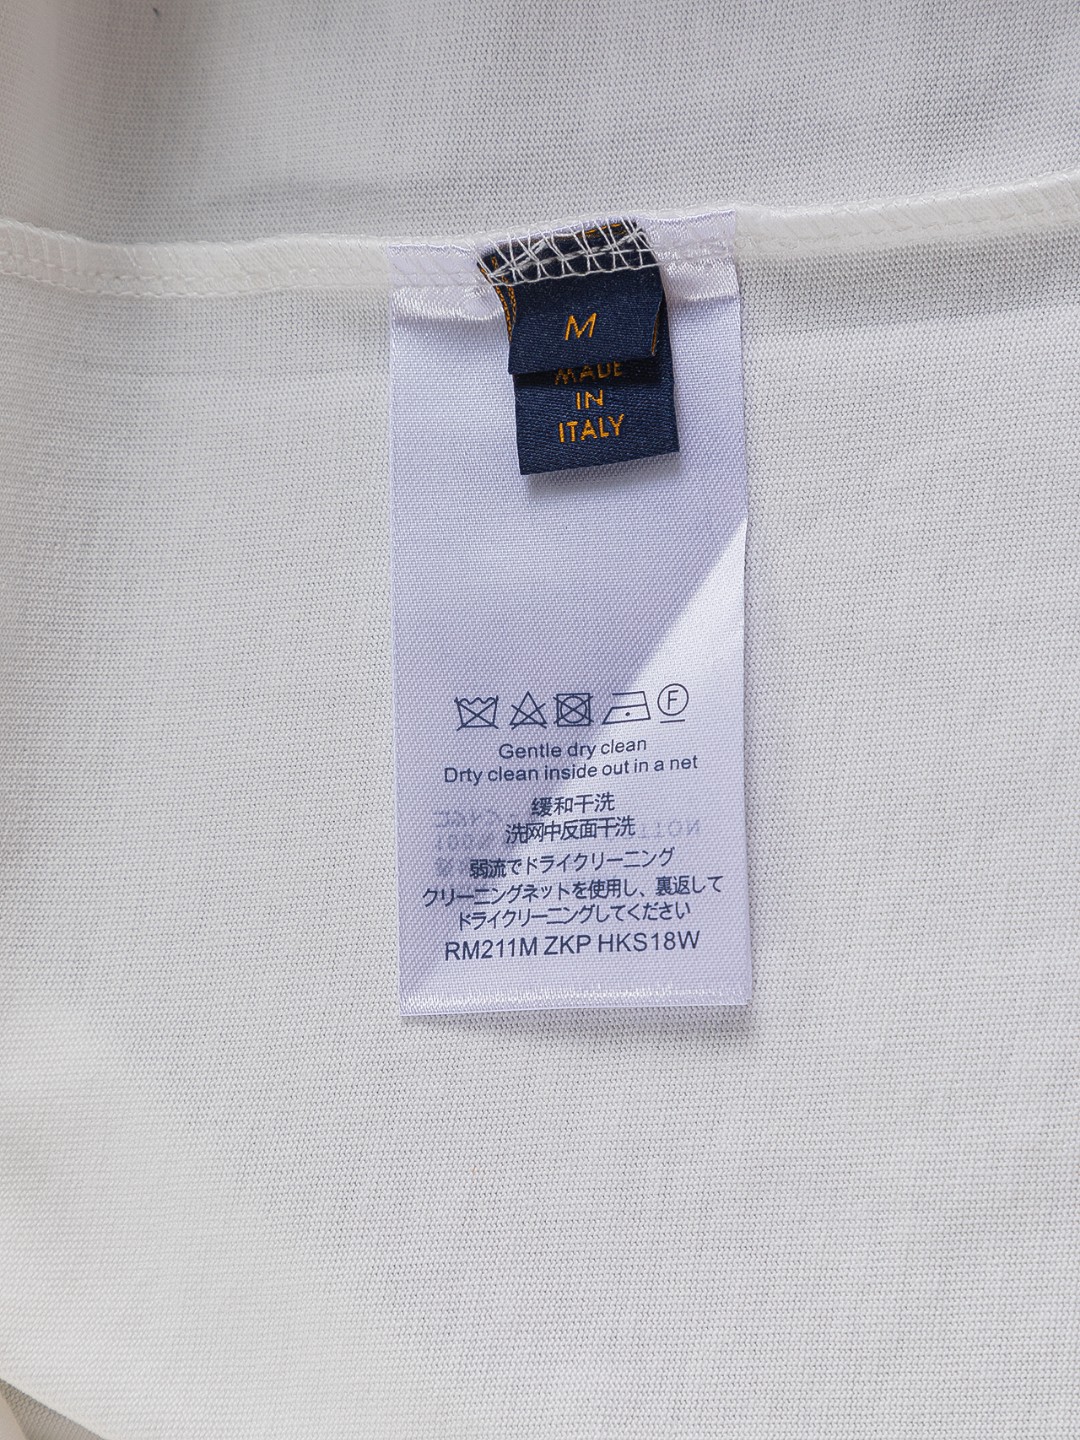 M
MADE
IN
ITALY
F
Gentle dry clean
Drty clean inside out in a net
缓和干洗
洗网中反面干洗
弱流でドライクリーニング
クリーニングネットを使用し、裏返して
ドライクリーニングしてください
RM211M ZKP HKS18W